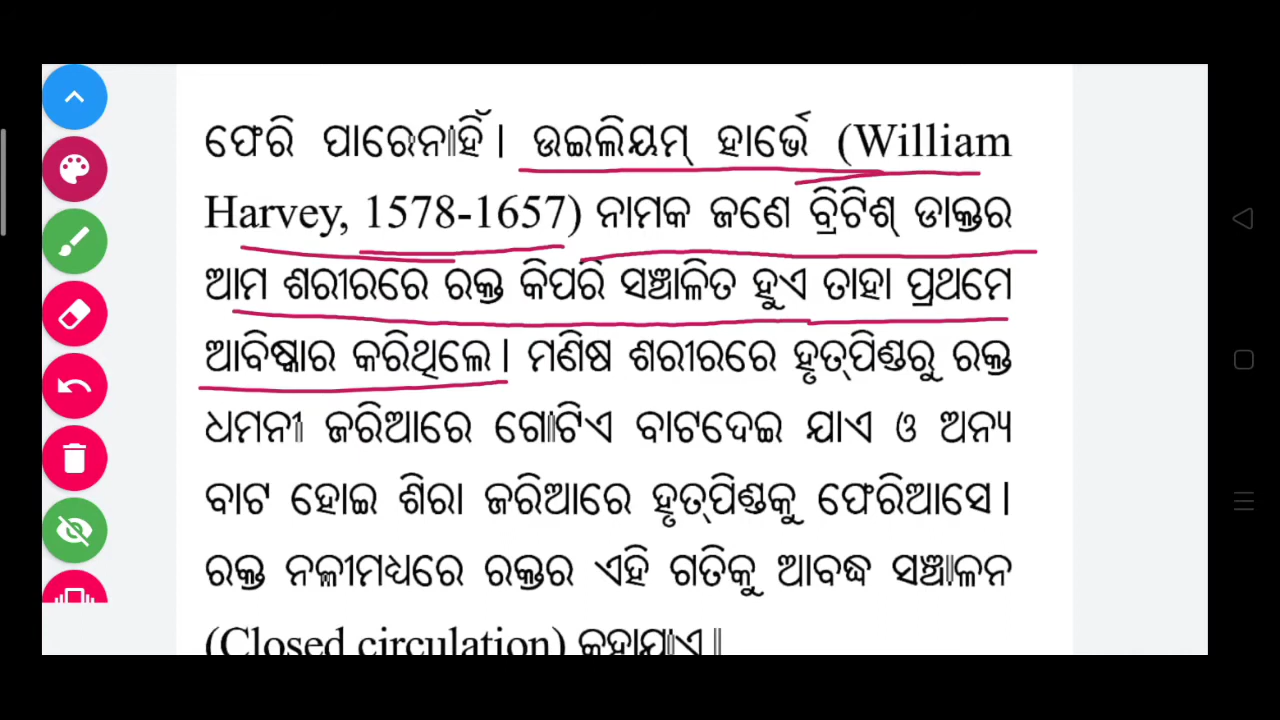 ଫେରି ପାରେନାହିଁ। ଉଇଲିୟମ୍ ହାର୍ଭେ (William
Harvey, 1578-1657) ନାମକ ଜଣେ ବ୍ରିଟିଶ୍ ଡାକ୍ତର
ଆମ ଶରୀରରେ ରକ୍ତ କିପରି ସଞ୍ଚାଳିତ ହୁଏ ତାହା ପ୍ରଥମେ
ଆବିଷ୍କାର କରିଥିଲେ। ମଣିଷ ଶରୀରରେ ହୃତ୍‌ପିଣ୍ଡରୁ ରକ୍ତ
ଧମନୀ ଜରିଆରେ ଗୋଟିଏ ବାଟଦେଇ ଯାଏ ଓ ଅନ୍ୟ
ବାଟ ହୋଇ ଶିରା ଜରିଆରେ ହୃତ୍‌ପିଣ୍ଡକୁ ଫେରିଆସେ।
ରକ୍ତ ନଳୀମଧ୍ୟରେ ରକ୍ତର ଏହି ଗତିକୁ ଆବଦ୍ଧ ସଞ୍ଚାଳନ
(Closed circulation) କୁହାଯାଏ॥